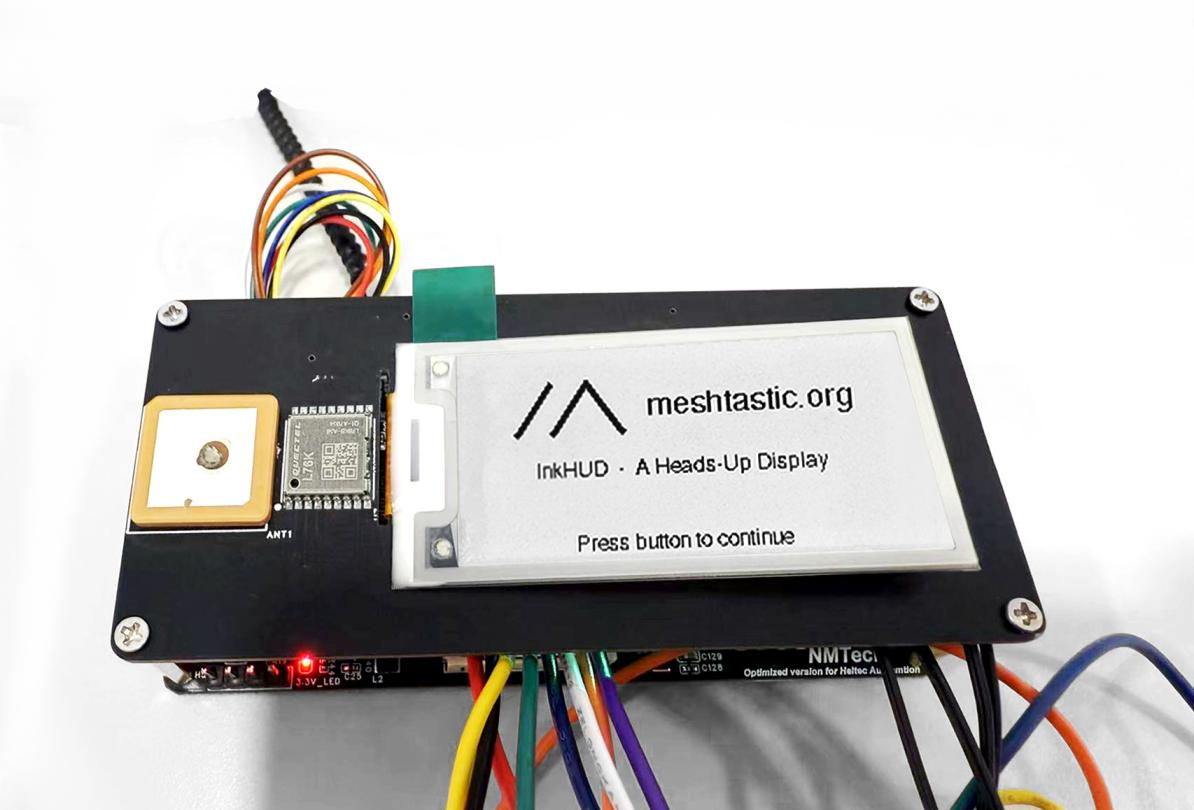 meshtastic.org
InkHUD · A Heads-Up Display
Press button to continue
QUECTEL
L76K
ANT1
3.3V_LED
C25
L2
C129
C128
NMTech
Optimized version for Heltec Automation